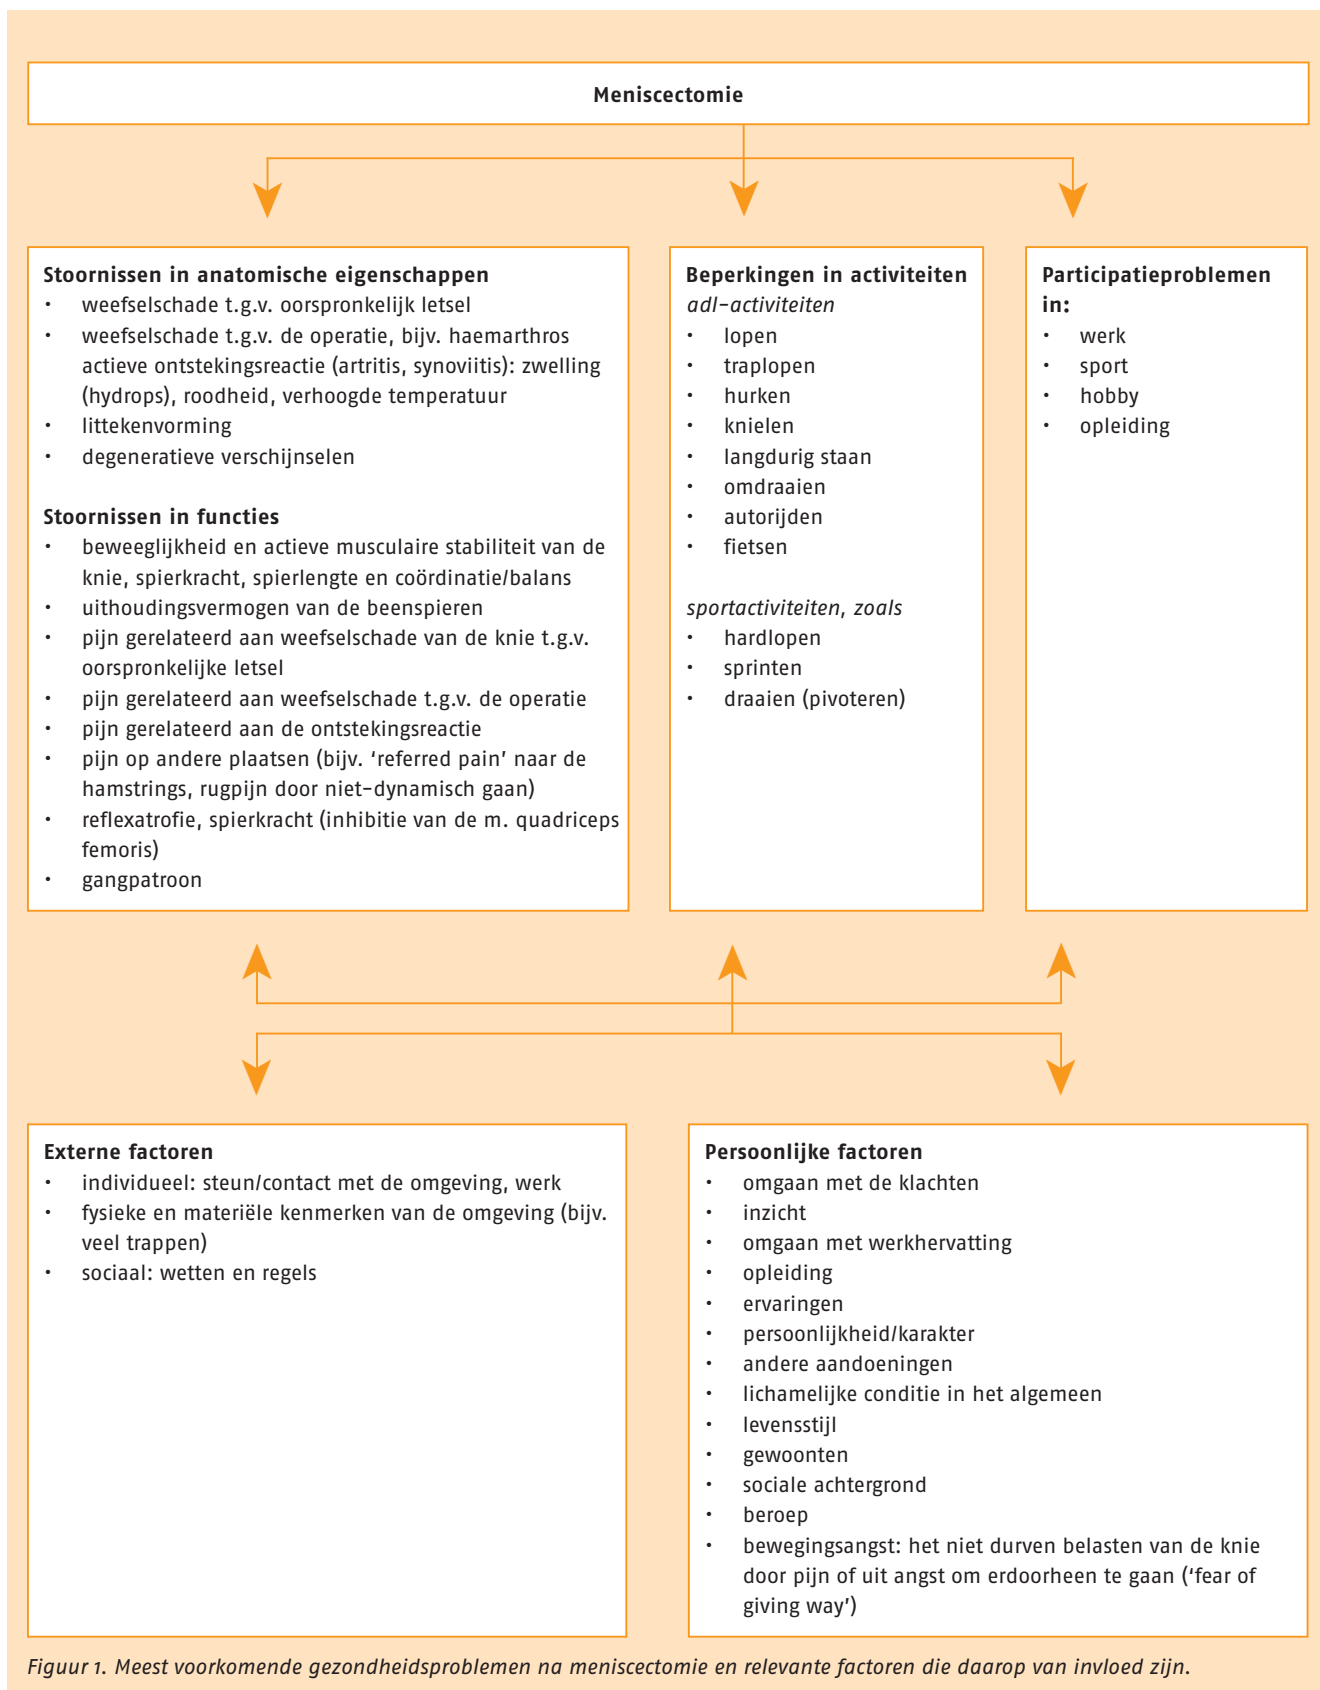 Meniscectomie
Stoornissen in anatomische eigenschappen
• weefselschade t.g.v. oorspronkelijk letsel
• weefselschade t.g.v. de operatie, bijv. haemarthros
actieve ontstekingsreactie (artritis, synoviitis): zwelling
(hydrops), roodheid, verhoogde temperatuur
• littekenvorming
• degeneratieve verschijnselen
Stoornissen in functies
• beweeglijkheid en actieve musculaire stabiliteit van de
knie, spierkracht, spierlengte en coördinatie/balans
• uithoudingsvermogen van de beenspieren
• pijn gerelateerd aan weefselschade van de knie t.g.v.
oorspronkelijke letsel
• pijn gerelateerd aan weefselschade t.g.v. de operatie
• pijn gerelateerd aan de ontstekingsreactie
• pijn op andere plaatsen (bijv. ‘referred pain’ naar de
hamstrings, rugpijn door niet-dynamisch gaan)
• reflexatrofie, spierkracht (inhibitie van de m. quadriceps
femoris)
• gangpatroon
Beperkingen in activiteiten
adl-activiteiten
• lopen
• traplopen
• hurken
• knielen
• langdurig staan
• omdraaien
• autorijden
• fietsen
sportactiviteiten, zoals
• hardlopen
• sprinten
• draaien (pivoteren)
Participatieproblemen
in:
• werk
• sport
• hobby
• opleiding
Externe factoren
• individueel: steun/contact met de omgeving, werk
• fysieke en materiële kenmerken van de omgeving (bijv.
veel trappen)
• sociaal: wetten en regels
Persoonlijke factoren
• omgaan met de klachten
• inzicht
• omgaan met werkhervatting
• opleiding
• ervaringen
• persoonlijkheid/karakter
• andere aandoeningen
• lichamelijke conditie in het algemeen
• levensstijl
• gewoonten
• sociale achtergrond
• beroep
• bewegingsangst: het niet durven belasten van de knie
door pijn of uit angst om erdoorheen te gaan (‘fear of
giving way’)
Figuur 1. Meest voorkomende gezondheidsproblemen na meniscectomie en relevante factoren die daarop van invloed zijn.